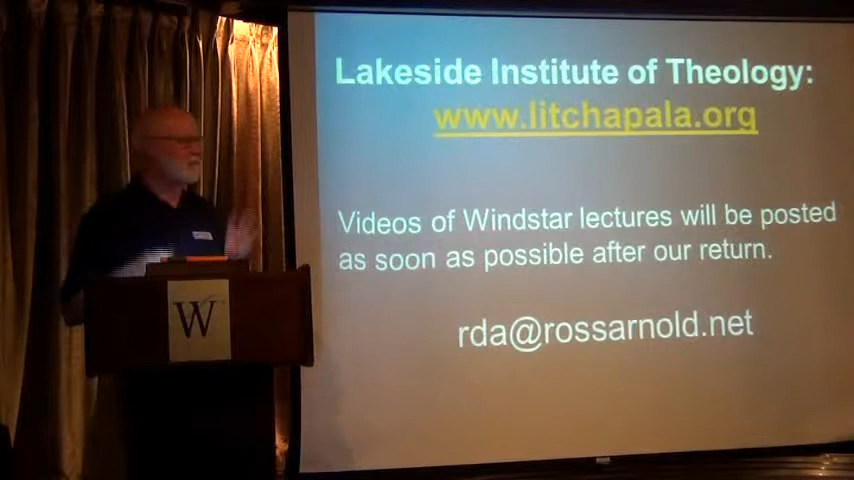 Lakeside Institute of Theology:
www.litchapala.org
Videos of Windstar lectures will be posted
as soon as possible after our return.
rda@rossarnold.net
W